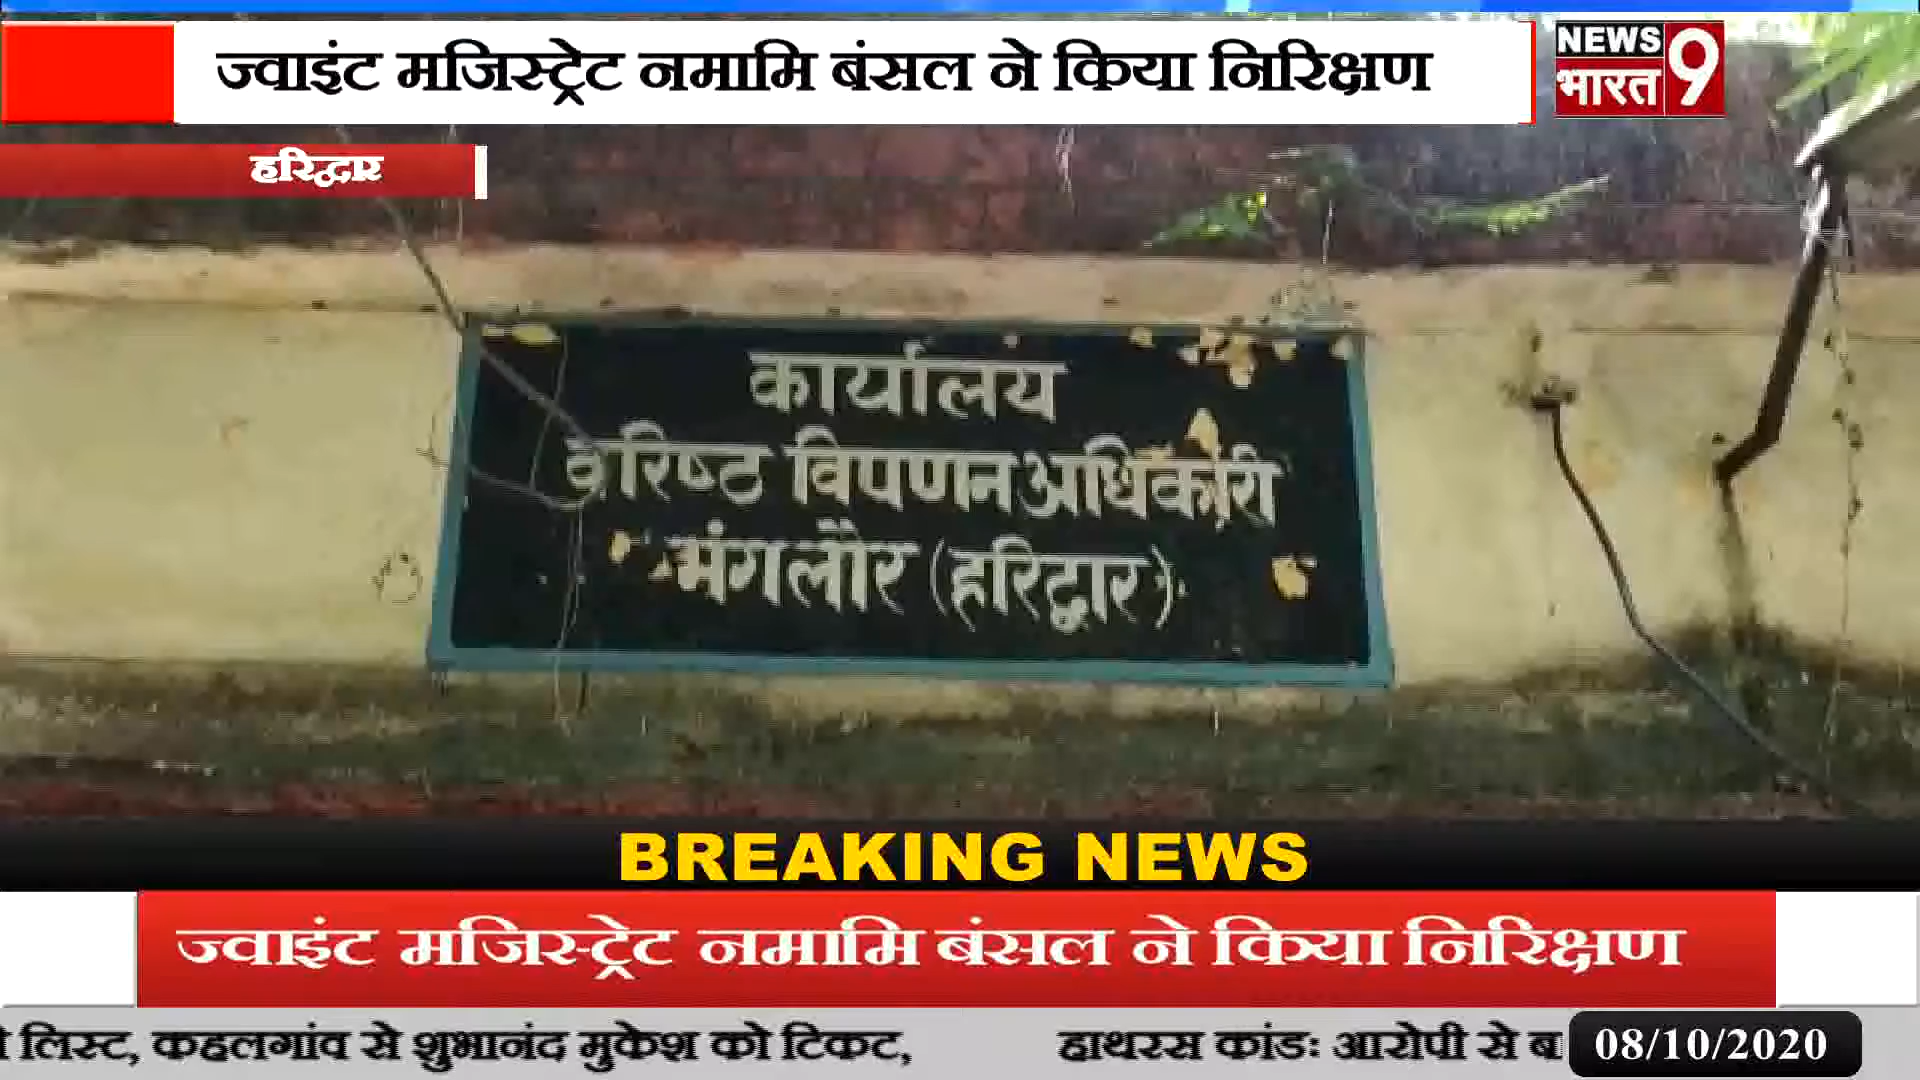 ज्वाइंट मजिस्ट्रेट नमामि बंसल ने किया निरिक्षण
NEWS
भारत 9
हरिद्वार
कार्यालय
वरिष्ठ विपणन अधिकारी
मंगलौर (हरिद्वार)
BREAKING NEWS
ज्वाइंट मजिस्ट्रेट नमामि बंसल ने किया निरिक्षण
लिस्ट, कहलगांव से शुभानंद मुकेश को टिकट, हाथरस कांडः आरोपी से
08/10/2020